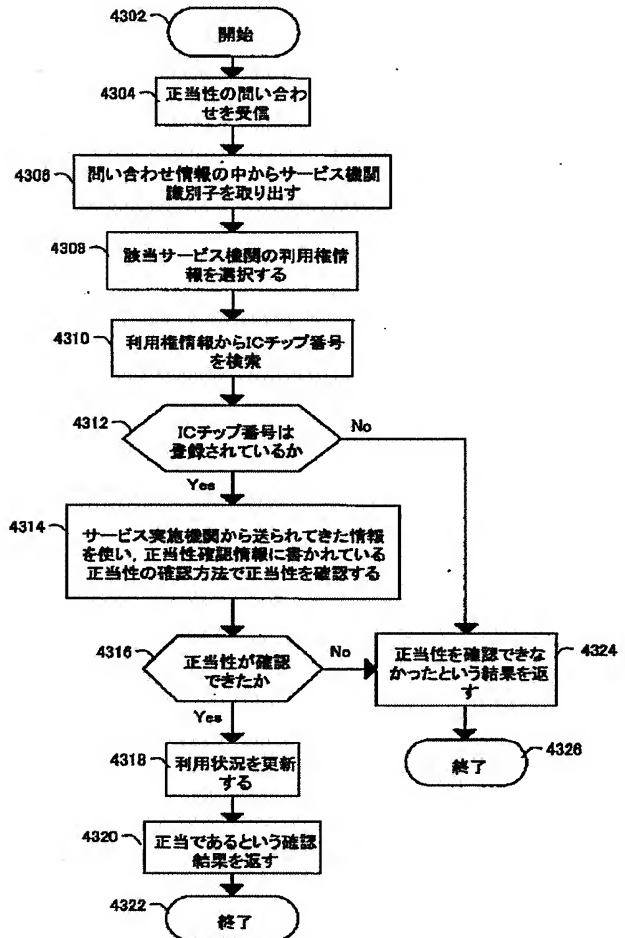 4302
開始
4304
正当性の問い合わ
せを受信
4306
問い合わせ情報の中からサービス機関
識別子を取り出す
4308
該当サービス機関の利用権情
報を選択する
4310
利用権情報からICチップ番号
を検索
4312
ICチップ番号は
登録されているか
No
Yes
4314
サービス実施機関から送られてきた情報
を使い，正当性確認情報に書かれている
正当性の確認方法で正当性を確認する
4316
正当性が確認
できたか
No
正当性を確認できな
かったという結果を返
す
4324
Yes
4318
利用状況を更新
する
終了
4326
4320
正当であるという確認
結果を返す
4322
終了